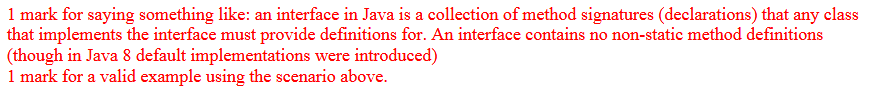 1 mark for saying something like: an interface in Java is a collection of method signatures (declarations) that any class
that implements the interface must provide definitions for. An interface contains no non-static method definitions
(though in Java 8 default implementations were introduced)
1 mark for a valid example using the scenario above.